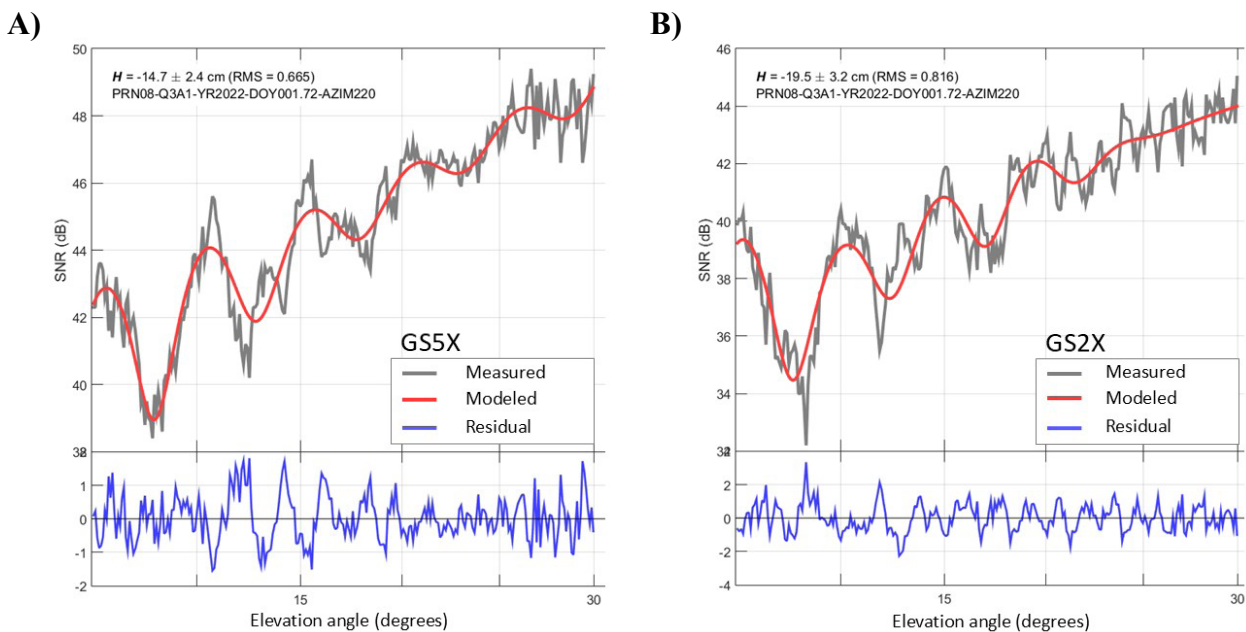 A)
50
H = -14.7 ± 2.4 cm (RMS = 0.665)
PRN08-Q3A1-YR2022-DOY001.72-AZIM220
48
46
44
42
40
SNR (dB)
GS5X
Measured
Modeled
Residual
1
0
-1
-2
15
30
Elevation angle (degrees)
B)
46
H = -19.5 ± 3.2 cm (RMS = 0.816)
PRN08-Q3A1-YR2022-DOY001.72-AZIM220
44
42
40
38
36
34
SNR (dB)
GS2X
Measured
Modeled
Residual
2
0
-2
-4
15
30
Elevation angle (degrees)